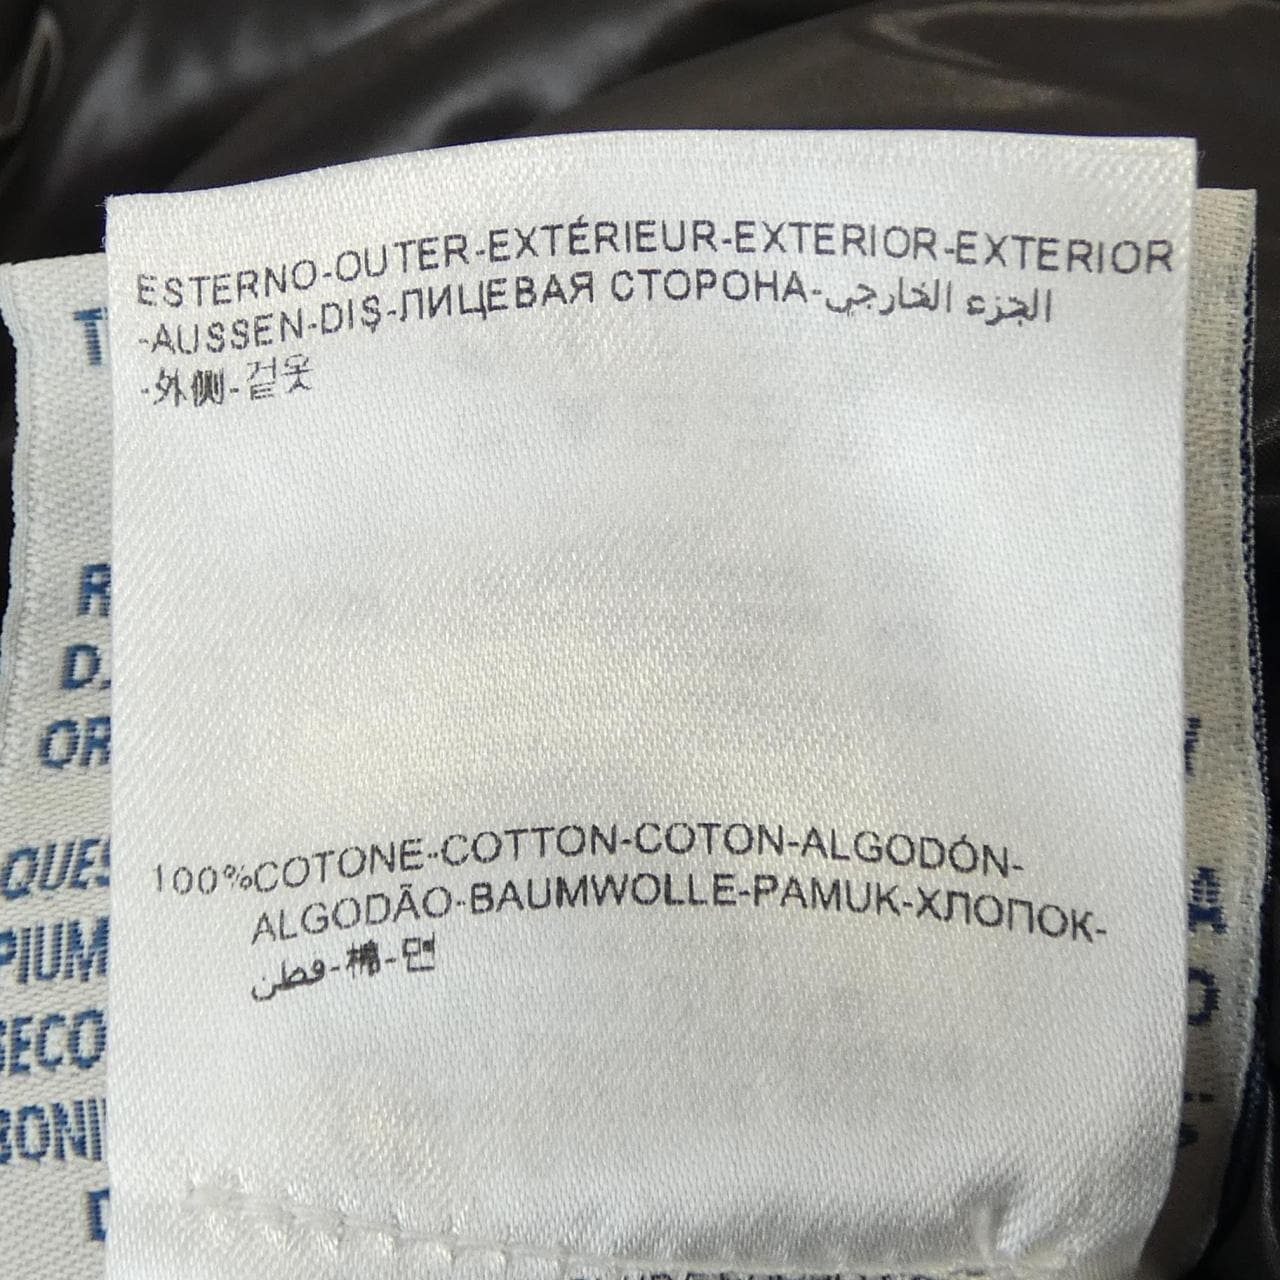 ESTERNO-OUTER-EXTÉRIEUR-EXTERIOR-EXTERIOR
-AUSSEN-DIŞ-ЛИЦЕВАЯ СТОРОНА-الجزء الخارجي
-外侧-겉옷
100%COTONE-COTTON-COTON-ALGODÓN-
ALGODÃO-BAUMWOLLE-PAMUK-ХЛОПОК-
قطن-棉-면